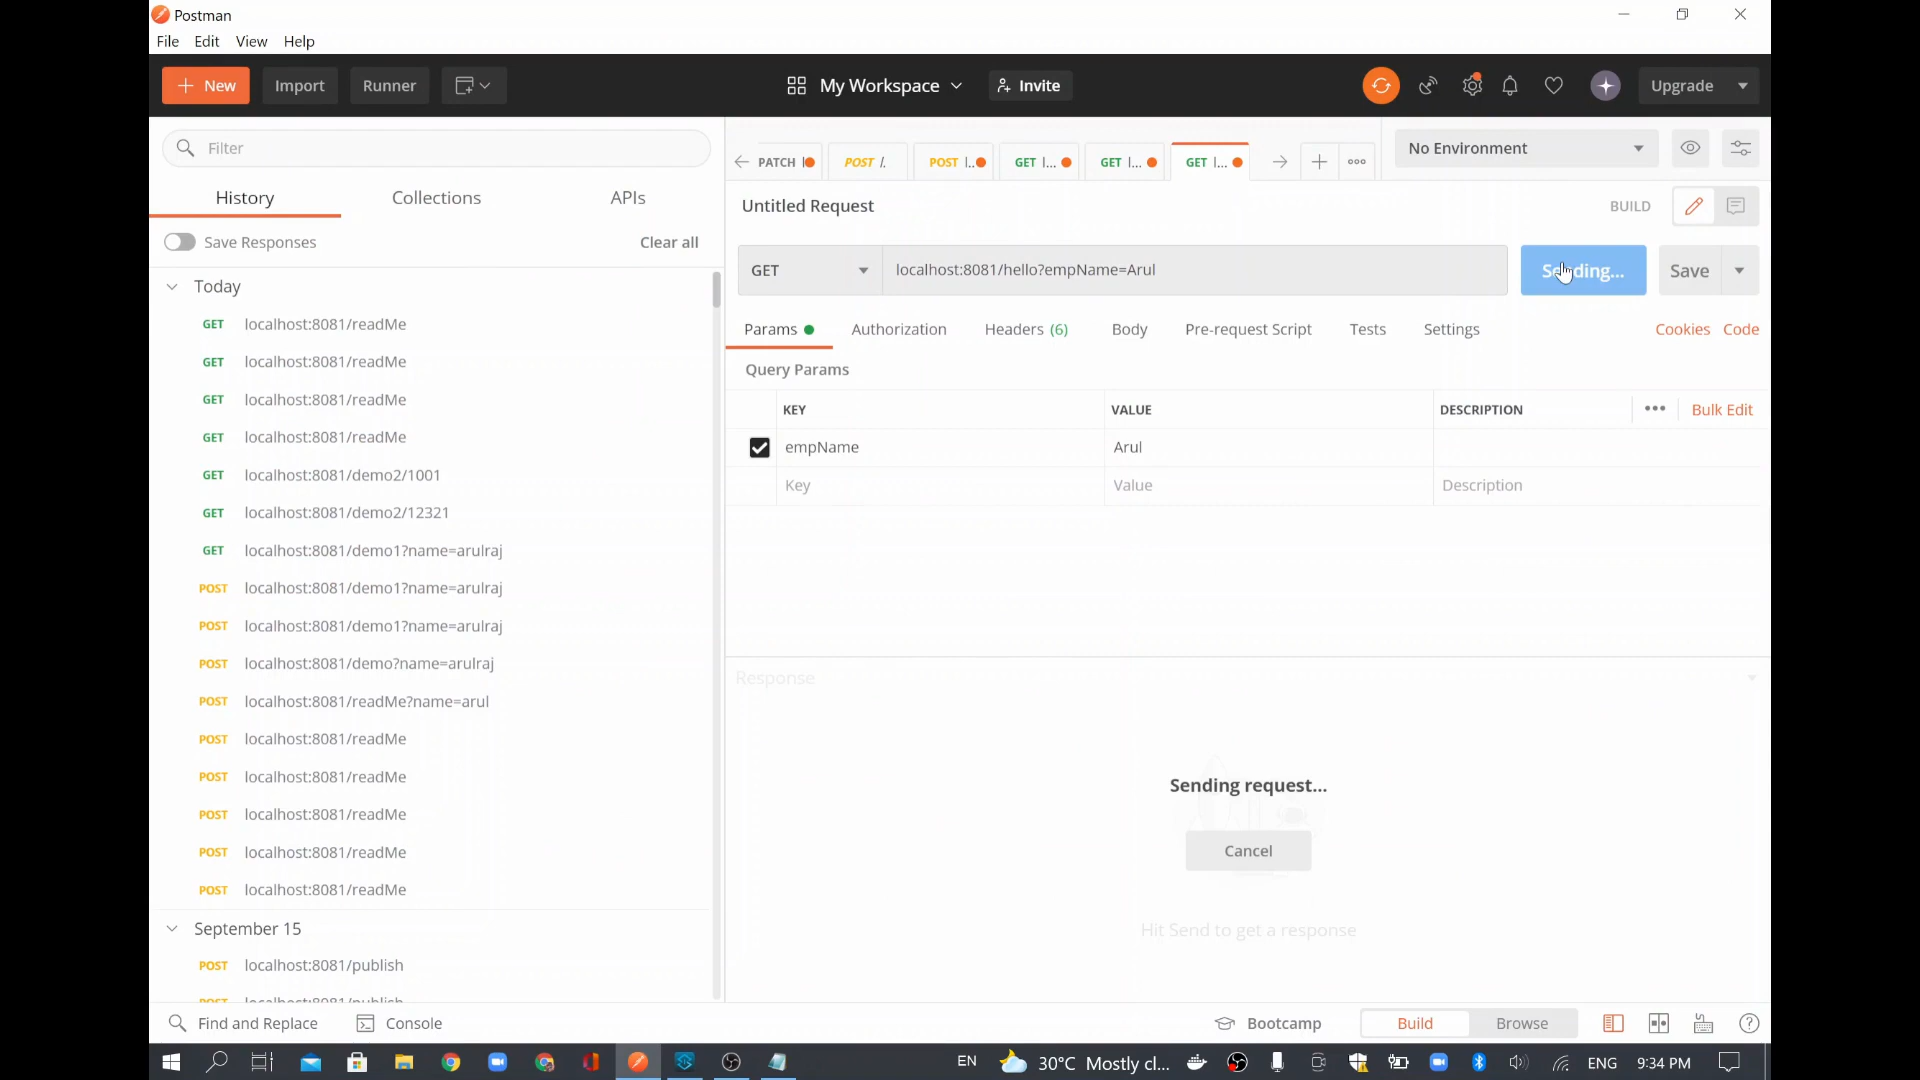 Postman
File Edit View Help
New Import Runner My Workspace Invite Upgrade
Filter
History Collections APIs
Save Responses Clear all
Today
GET localhost:8081/readMe
GET localhost:8081/readMe
GET localhost:8081/readMe
GET localhost:8081/readMe
GET localhost:8081/demo2/1001
GET localhost:8081/demo2/12321
GET localhost:8081/demo1?name=arulraj
POST localhost:8081/demo1?name=arulraj
POST localhost:8081/demo1?name=arulraj
POST localhost:8081/demo?name=arulraj
POST localhost:8081/readMe?name=arul
POST localhost:8081/readMe
POST localhost:8081/readMe
POST localhost:8081/readMe
POST localhost:8081/readMe
POST localhost:8081/readMe
September 15
POST localhost:8081/publish
POST localhost:8081/publish
PATCH l POST l. POST l... GET l... GET l... GET l... No Environment
Untitled Request BUILD
GET localhost:8081/hello?empName=Arul Save
Params Authorization Headers (6) Body Pre-request Script Tests Settings Cookies Code
Query Params
KEY VALUE DESCRIPTION Bulk Edit
empName Arul
Key Value Description
Response
Sending request...
Cancel
Hit Send to get a response
Find and Replace Console Bootcamp Build Browse
EN 30°C Mostly cl... ENG 9:34 PM